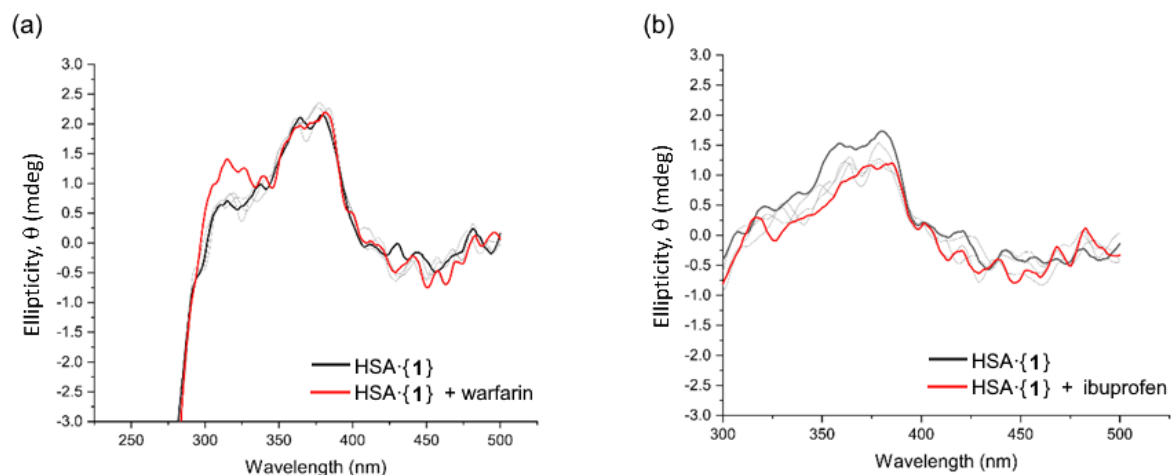 (a)
3.0
2.5
2.0
1.5
1.0
0.5
0.0
-0.5
-1.0
-1.5
-2.0
-2.5
-3.0
Ellipticity, θ (mdeg)
HSA·{1}
HSA·{1} + warfarin
250 300 350 400 450 500
Wavelength (nm)
(b)
3.0
2.5
2.0
1.5
1.0
0.5
0.0
-0.5
-1.0
-1.5
-2.0
-2.5
-3.0
Ellipticity, θ (mdeg)
HSA·{1}
HSA·{1} + ibuprofen
300 350 400 450 500
Wavelength (nm)